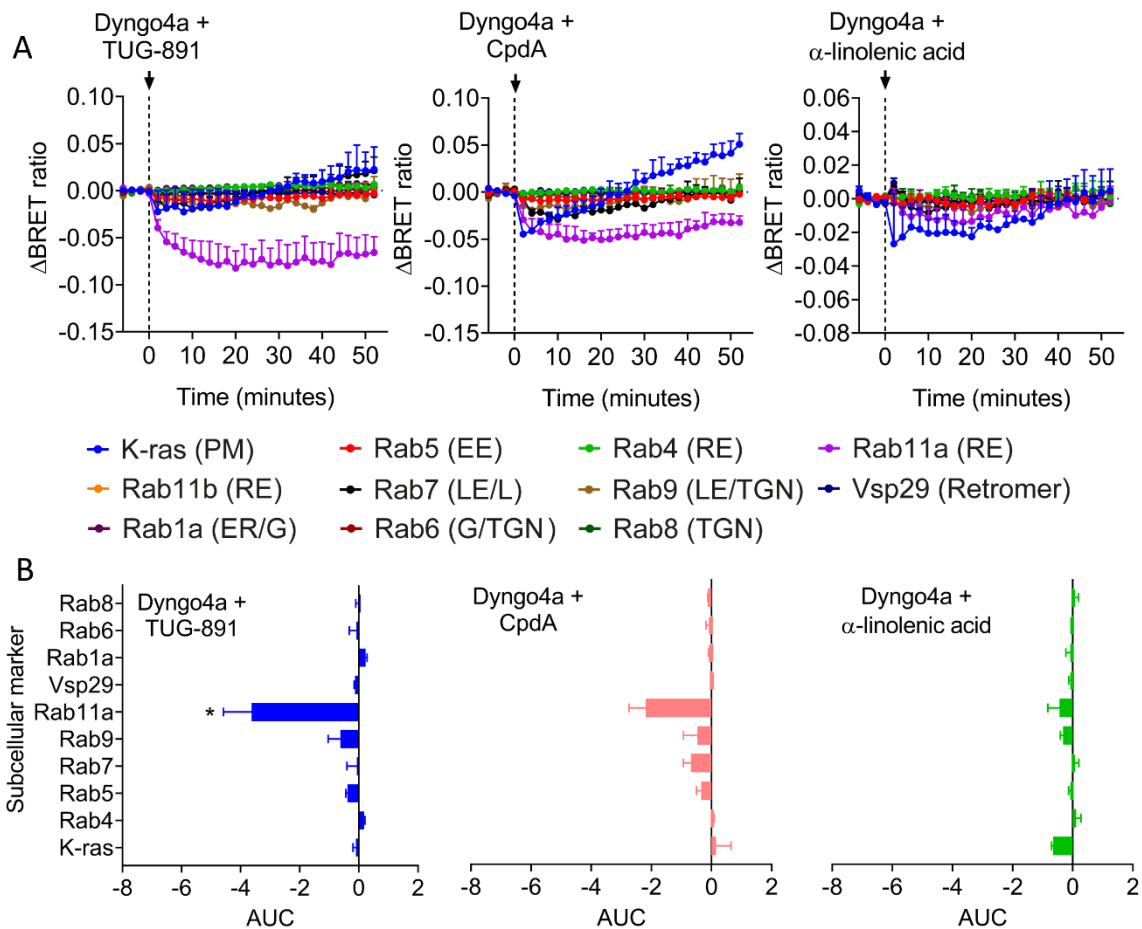 A
Dyngo4a +
TUG-891
Dyngo4a +
CpdA
Dyngo4a +
α-linolenic acid
ΔBRET ratio
0.10
0.05
0.00
-0.05
-0.10
-0.15
0 10 20 30 40 50
Time (minutes)
ΔBRET ratio
0.10
0.05
0.00
-0.05
-0.10
-0.15
0 10 20 30 40 50
Time (minutes)
ΔBRET ratio
0.06
0.04
0.02
0.00
-0.02
-0.04
-0.06
-0.08
0 10 20 30 40 50
Time (minutes)
K-ras (PM) Rab5 (EE) Rab4 (RE) Rab11a (RE)
Rab11b (RE) Rab7 (LE/L) Rab9 (LE/TGN) Vsp29 (Retromer)
Rab1a (ER/G) Rab6 (G/TGN) Rab8 (TGN)
B
Subcellular marker
Rab8
Rab6
Rab1a
Vsp29
Rab11a
Rab9
Rab7
Rab5
Rab4
K-ras
Dyngo4a +
TUG-891
*
-8 -6 -4 -2 0 2
AUC
Dyngo4a +
CpdA
-8 -6 -4 -2 0 2
AUC
Dyngo4a +
α-linolenic acid
-8 -6 -4 -2 0 2
AUC